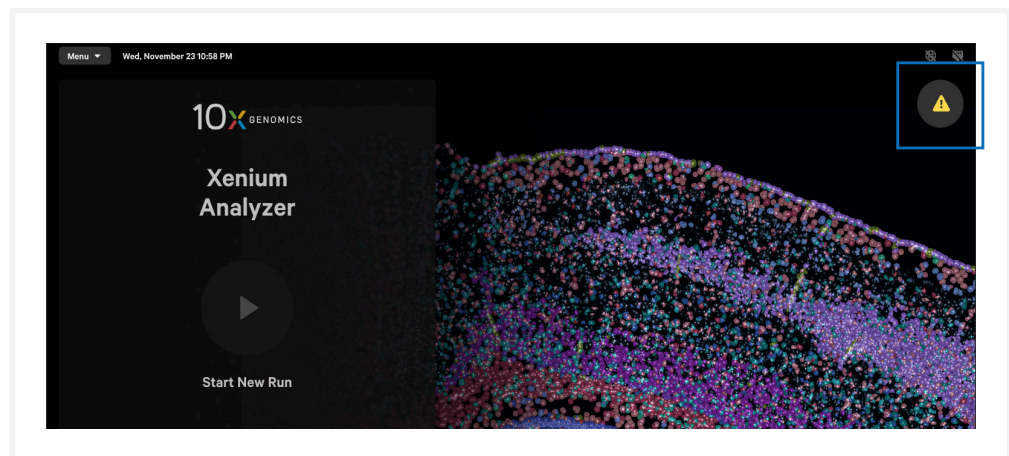 Menu Wed, November 23 10:58 PM
10X GENOMICS
Xenium
Analyzer
Start New Run